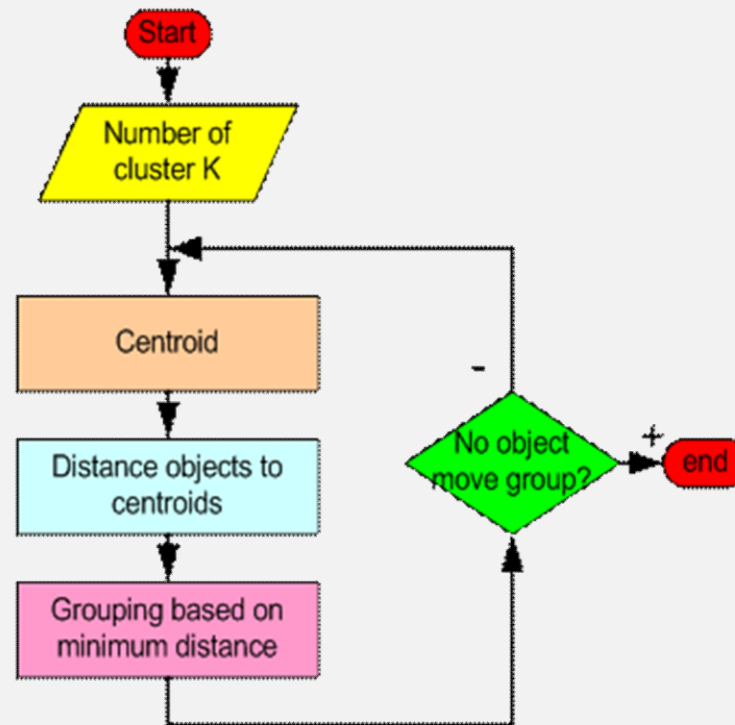 Start
Number of
cluster K
Centroid
Distance objects to
centroids
Grouping based on
minimum distance
-
No object
move group?
+
end